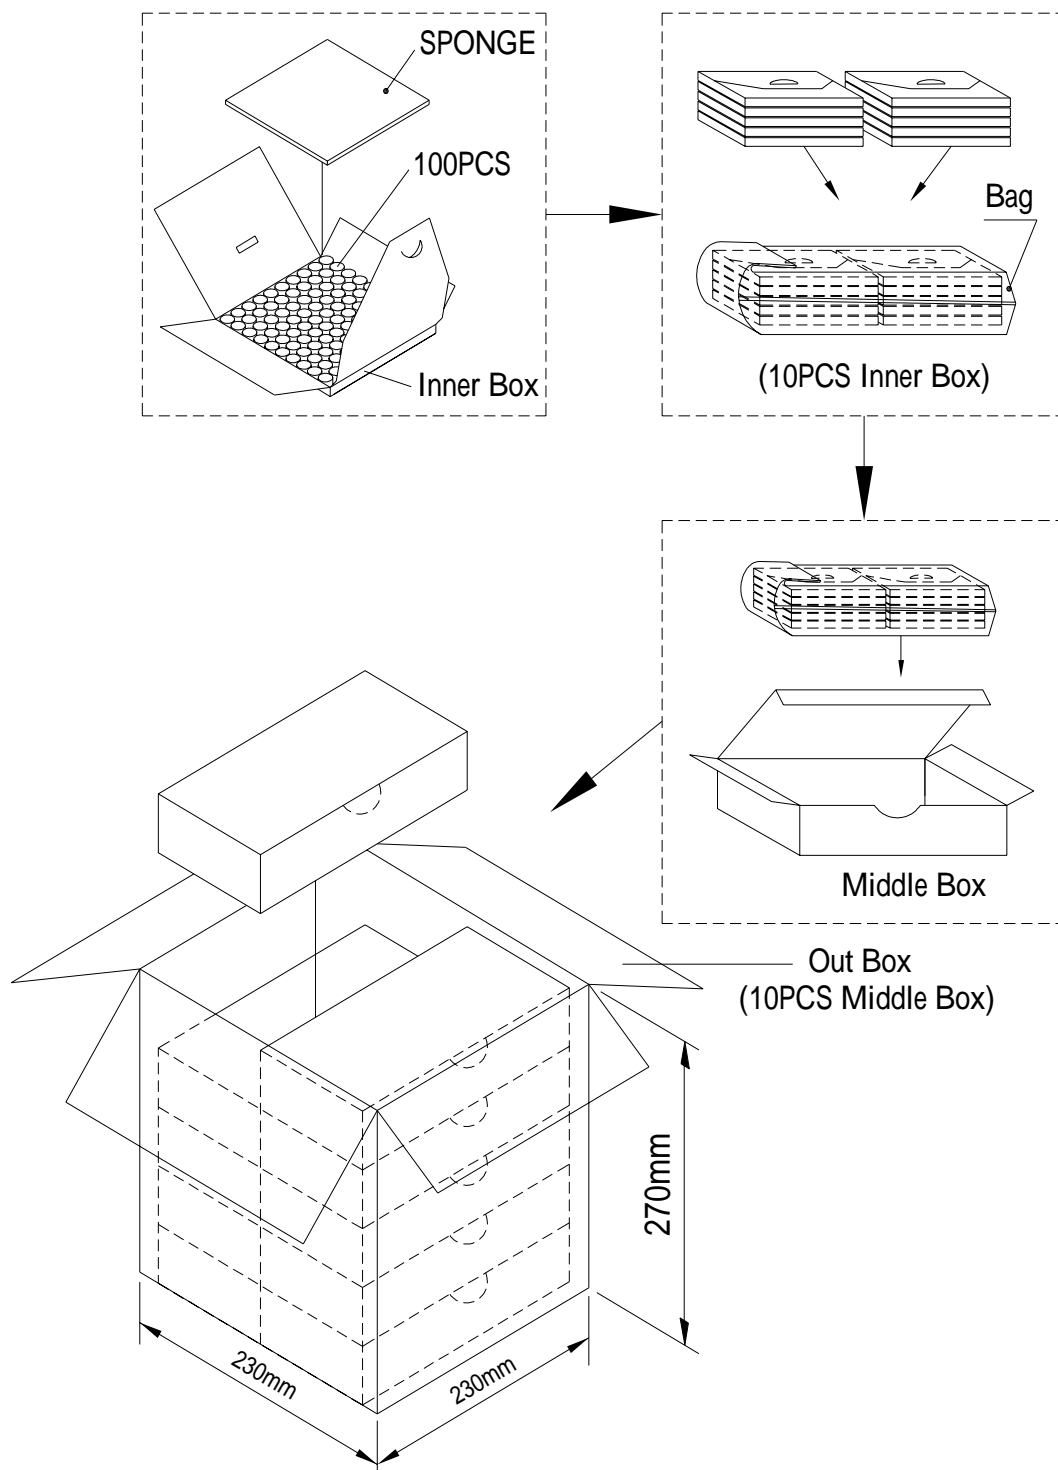 SPONGE
100PCS
Inner Box
Bag
(10PCS Inner Box)
Middle Box
Out Box
(10PCS Middle Box)
270mm
230mm
230mm